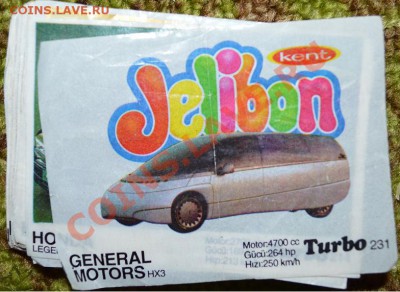 COINS.LAVE.RU
kent
Jelibon
HO
LEGE
GENERAL
MOTORS HX3
Motor:4700 cc
Gücü:264 hp
Hızı:250 km/h
Turbo 231